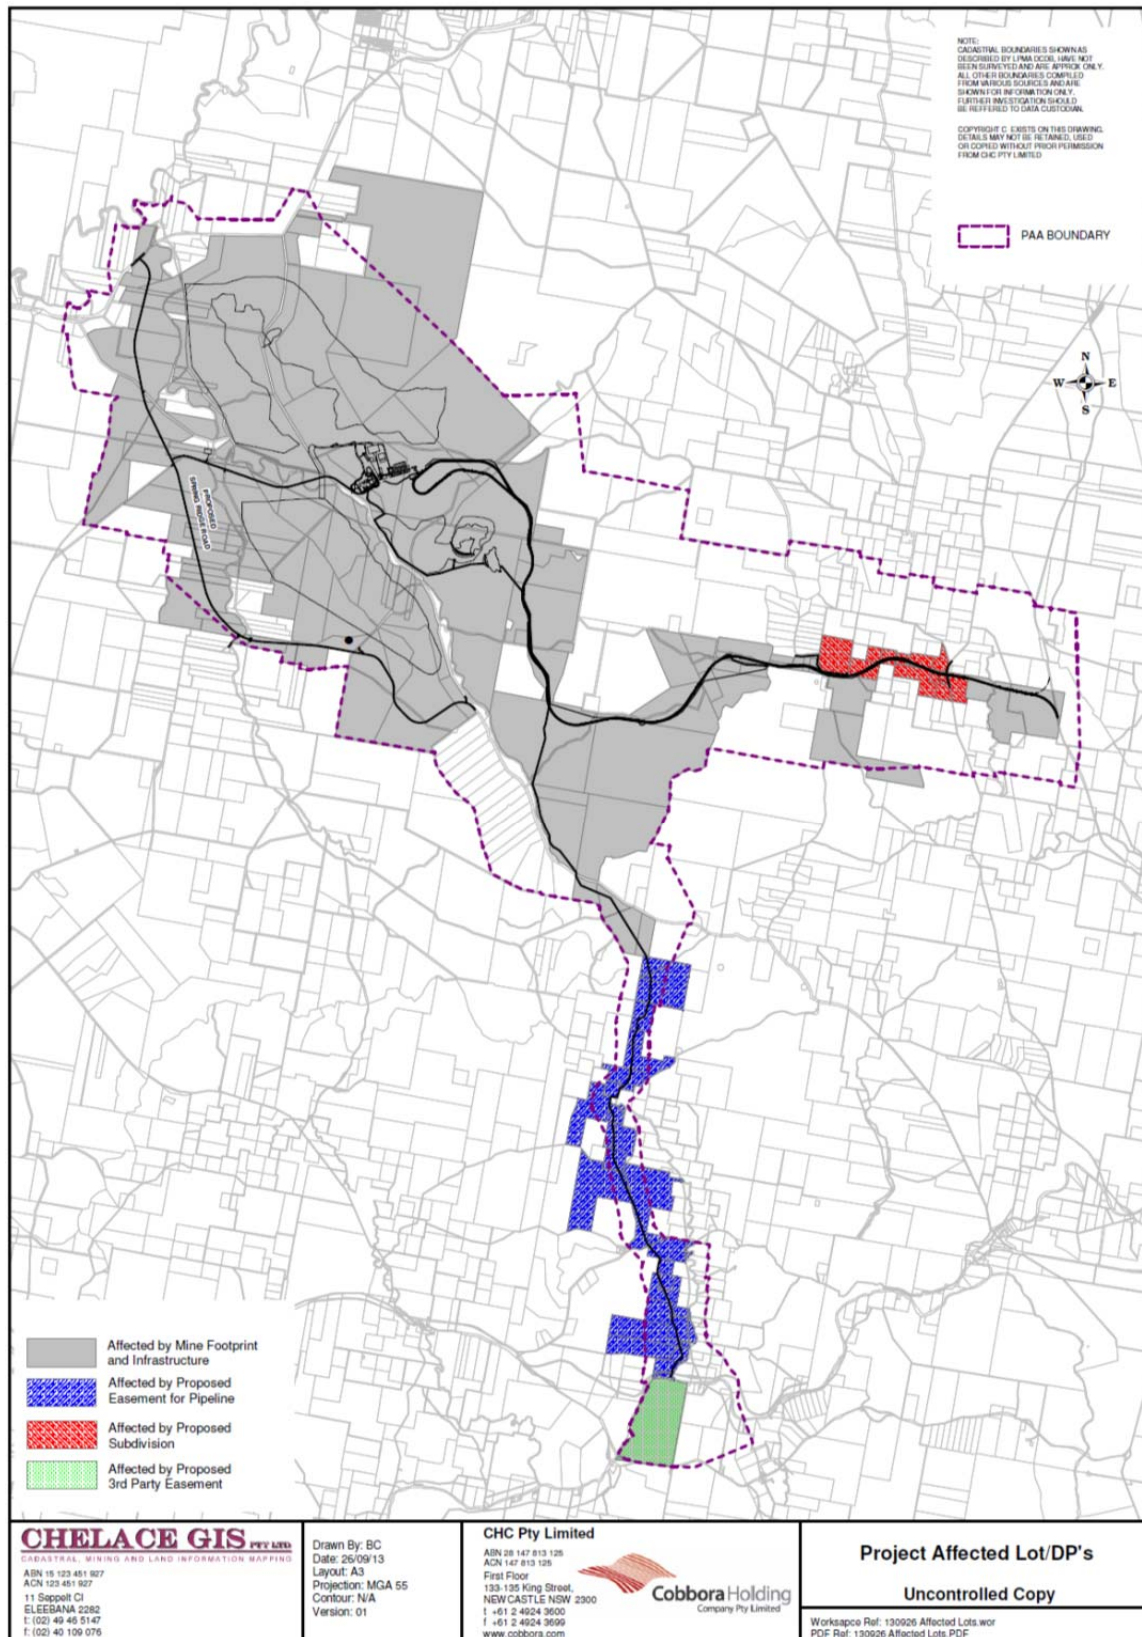 NOTE:
CADASTRAL BOUNDARIES SHOWN AS
DESCRIBED BY LPMA DCDB, HAVE NOT
BEEN SURVEYED AND ARE APPROX ONLY.
ALL OTHER BOUNDARIES COMPILED
FROM VARIOUS SOURCES AND ARE
SHOWN FOR INFORMATION ONLY.
FURTHER INVESTIGATION SHOULD
BE REFFERED TO DATA CUSTODIAN.
COPYRIGHT C EXISTS ON THIS DRAWING.
DETAILS MAY NOT BE RETAINED, USED
OR COPIED WITHOUT PRIOR PERMISSION
FROM CHC PTY LIMITED
PAA BOUNDARY
N
W E
S
PROPOSED
SPRING RIDGE ROAD
Affected by Mine Footprint
and Infrastructure
Affected by Proposed
Easement for Pipeline
Affected by Proposed
Subdivision
Affected by Proposed
3rd Party Easement
CHELACE GIS PTY LTD
CADASTRAL, MINING AND LAND INFORMATION MAPPING
ABN 15 123 451 927
ACN 123 451 927
11 Seppelt Cl
ELEEBANA 2282
t: (02) 49 46 5147
f: (02) 40 109 076
Drawn By: BC
Date: 26/09/13
Layout: A3
Projection: MGA 55
Contour: N/A
Version: 01
CHC Pty Limited
ABN 28 147 813 125
ACN 147 813 125
First Floor
133-135 King Street,
NEWCASTLE NSW 2300
t +61 2 4924 3600
f +61 2 4924 3699
www.cobbora.com
Cobbora Holding
Company Pty Limited
Project Affected Lot/DP's
Uncontrolled Copy
Worksapce Ref: 130926 Affected Lots.wor
PDF Ref: 130926 Affected Lots.PDF